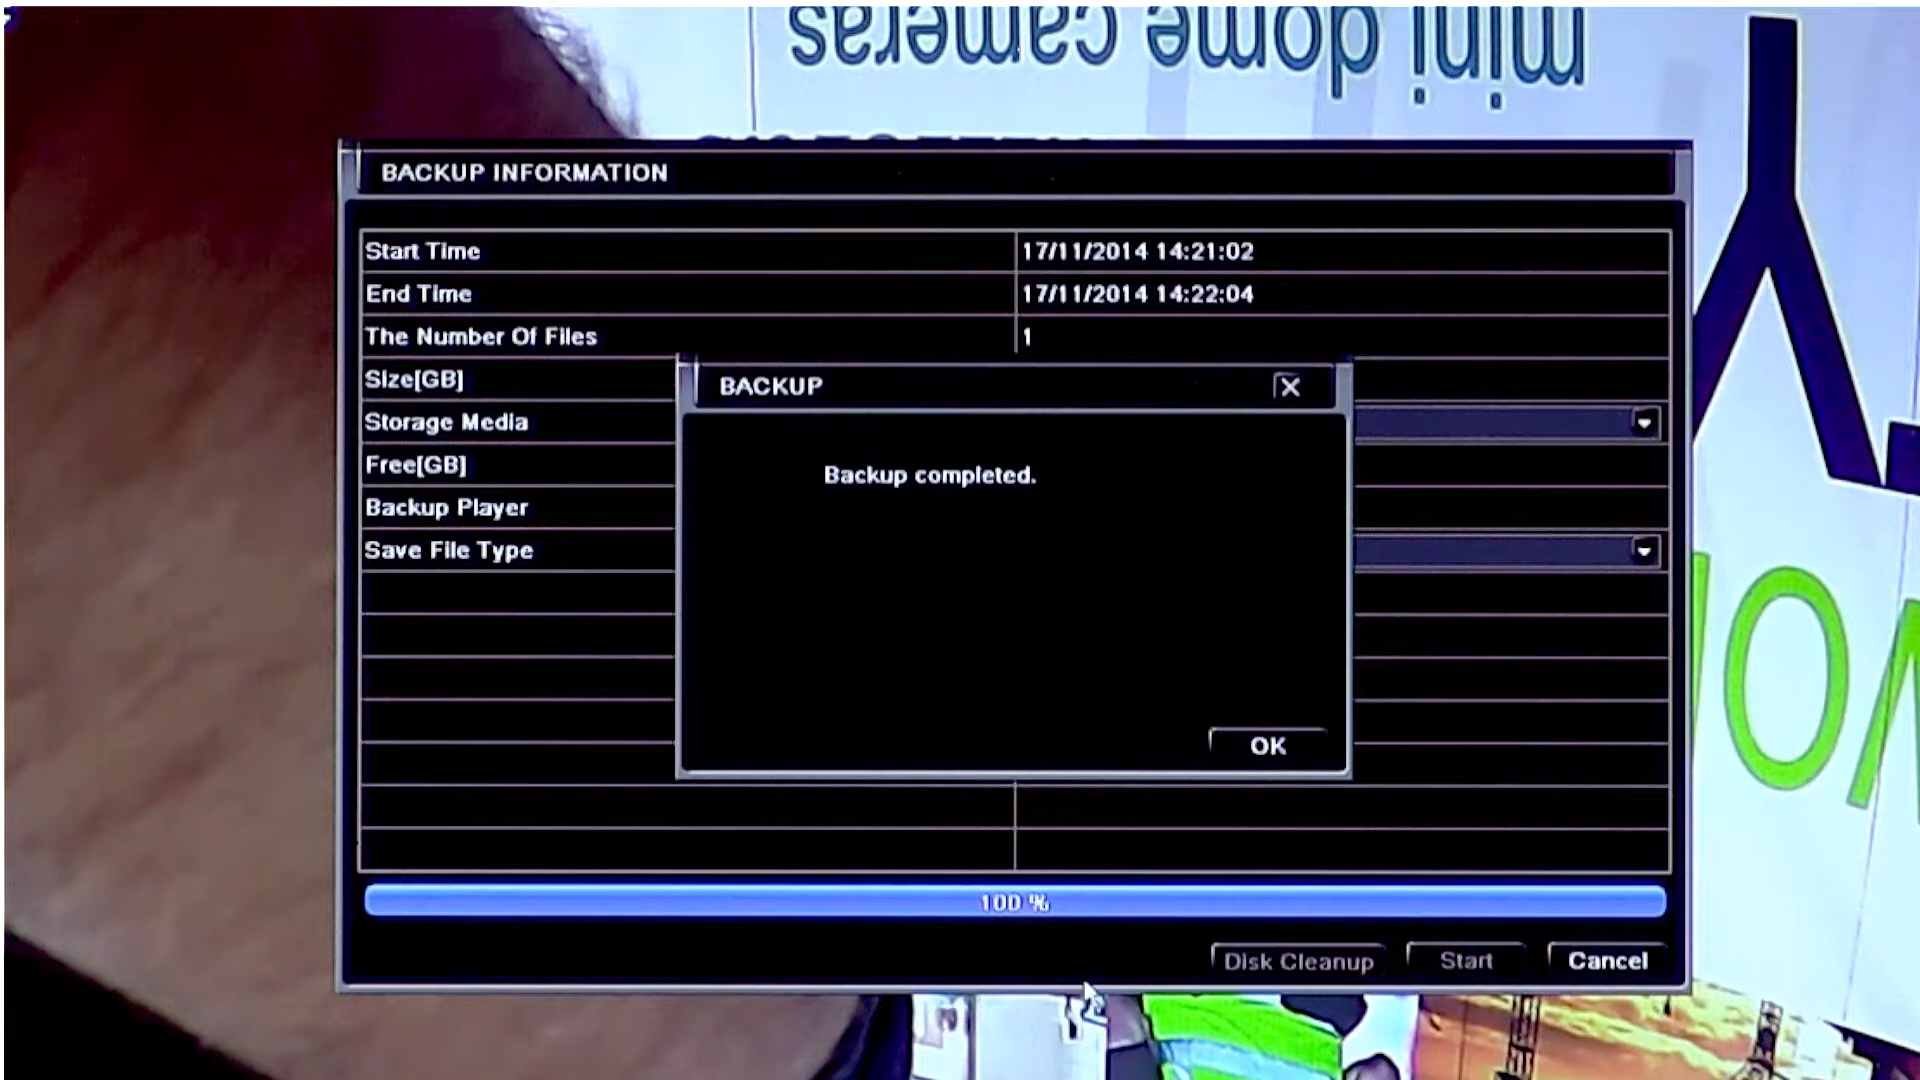 mini dome cameras
BACKUP INFORMATION
Start Time 17/11/2014 14:21:02
End Time 17/11/2014 14:22:04
The Number Of Files 1
Size[GB]
Storage Media
Free[GB]
Backup Player
Save File Type
BACKUP
Backup completed.
OK
100 %
Disk Cleanup Start Cancel